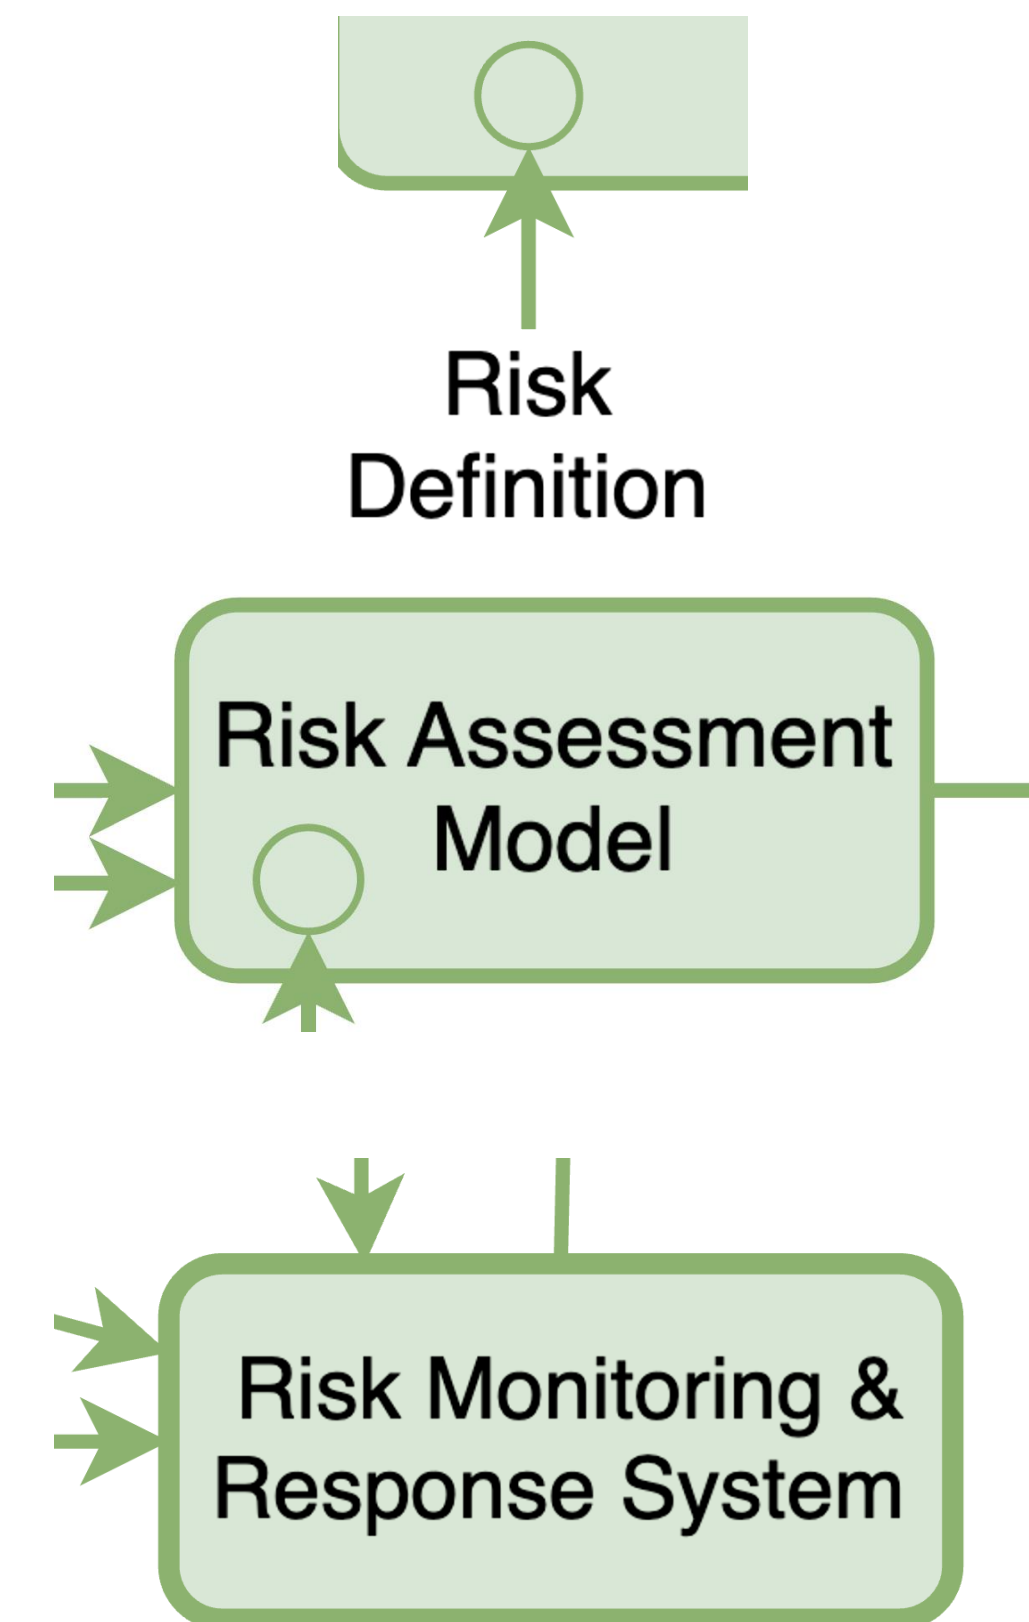 Risk
Definition
Risk Assessment
Model
Risk Monitoring &
Response System